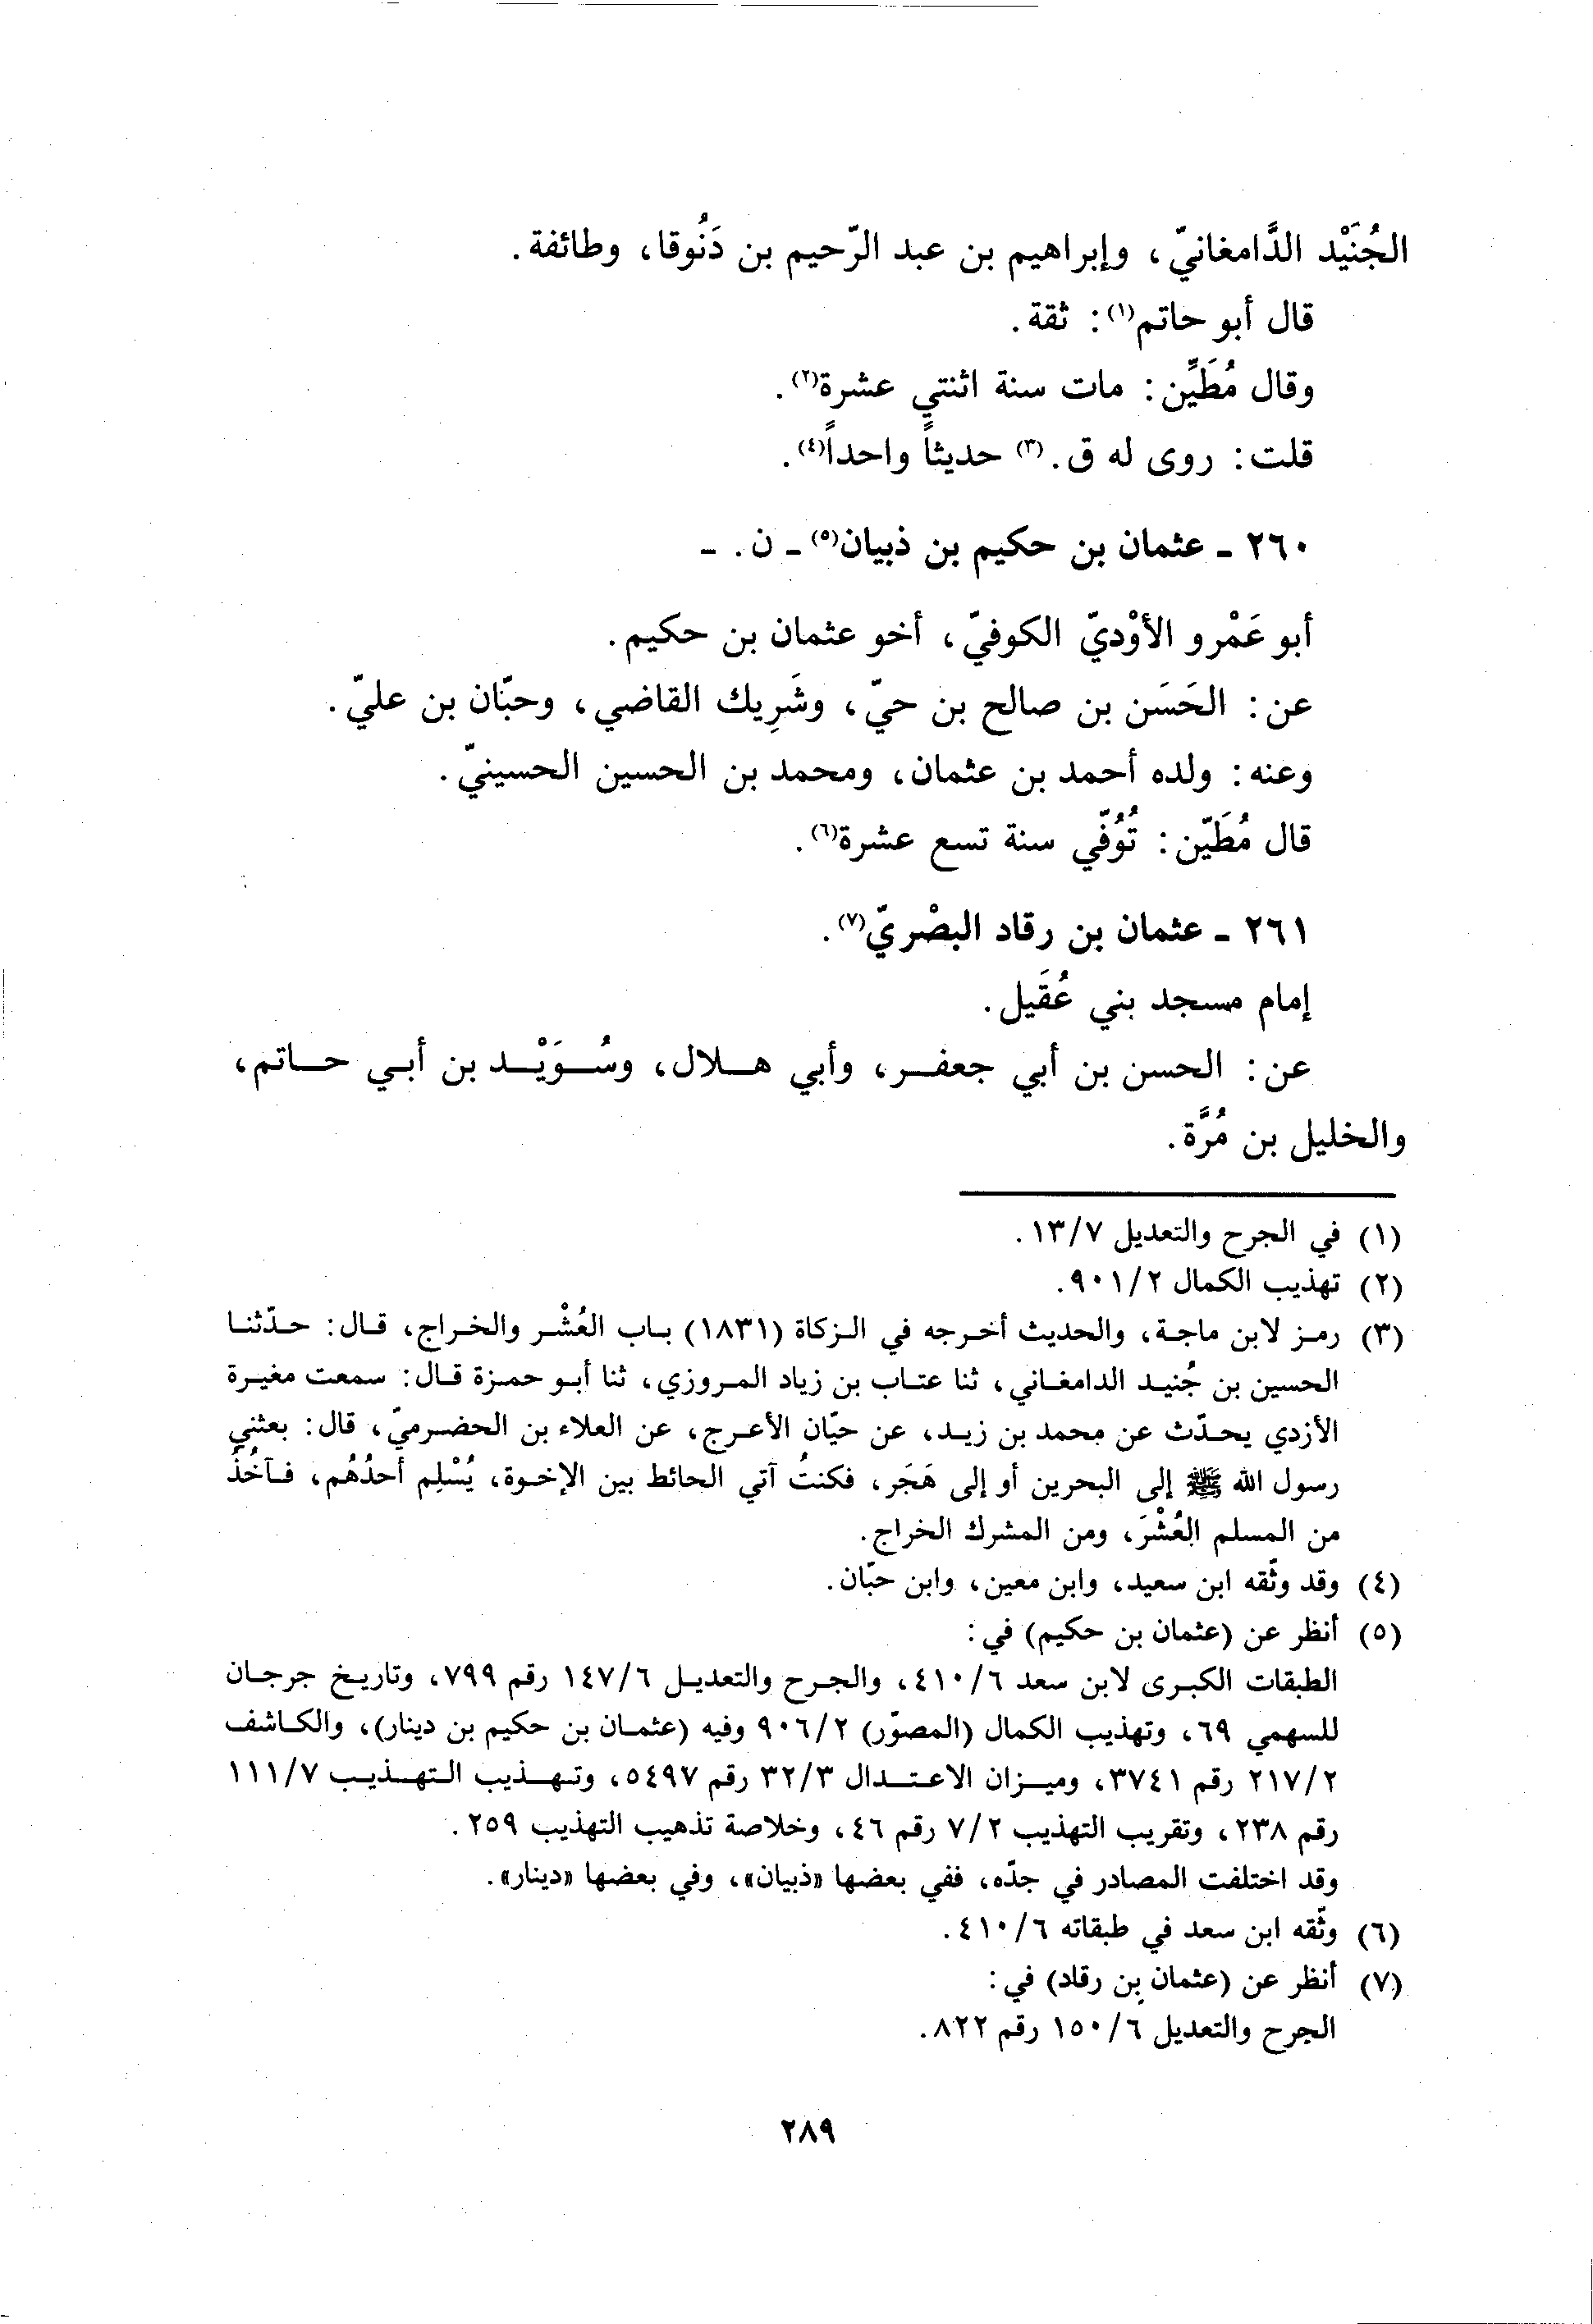 الجُنَيْد الدَّامغانيّ، وإبراهيم بن عبد الرّحيم بن دَنُوقا، وطائفة.
قال أبو حاتم(١): ثقة.
وقال مُطَيِّن: مات سنة اثنتي عشرة(٢).
قلت: روى له ق.(٣) حديثاً واحداً(٤).
٢٦٠ - عثمان بن حكيم بن ذبيان(٥) - ن. -
أبو عَمْرو الأوْديّ الكوفيّ، أخو عثمان بن حكيم.
عن: الحَسَن بن صالح بن حيّ، وشَرِيك القاضي، وحبّان بن عليّ.
وعنه: ولده أحمد بن عثمان، ومحمد بن الحسين الحسينيّ.
قال مُطَيّن: تُوُفّي سنة تسع عشرة(٦).
٢٦١ - عثمان بن رقاد البصْريّ(٧).
إمام مسجد بني عُقَيل.
عن: الحسن بن أبي جعفر، وأبي هلال، وسُوَيْد بن أبي حاتم،
والخليل بن مُرَّة.
(١) في الجرح والتعديل ١٣/٧.
(٢) تهذيب الكمال ٩٠١/٢.
(٣) رمز لابن ماجة، والحديث أخرجه في الزكاة (١٨٣١) باب العُشْر والخراج، قال: حدّثنا
الحسين بن جُنيد الدامغاني، ثنا عتاب بن زياد المروزي، ثنا أبو حمزة قال: سمعت مغيرة
الأزدي يحدّث عن محمد بن زيد، عن حيّان الأعرج، عن العلاء بن الحضرميّ، قال: بعثني
رسول الله ﷺ إلى البحرين أو إلى هَجَر، فكنتُ آتي الحائط بين الإخوة، يُسْلِم أحدُهُم، فآخُذُ
من المسلم العُشْرَ، ومن المشرك الخراج.
(٤) وقد وثّقه ابن سعيد، وابن معين، وابن حبّان.
(٥) أنظر عن (عثمان بن حكيم) في:
الطبقات الكبرى لابن سعد ٤١٠/٦، والجرح والتعديل ١٤٧/٦ رقم ٧٩٩، وتاريخ جرجان
للسهمي ٦٩، وتهذيب الكمال (المصوّر) ٩٠٦/٢ وفيه (عثمان بن حكيم بن دينار)، والكاشف
٢١٧/٢ رقم ٣٧٤١، وميزان الاعتدال ٣٢/٣ رقم ٥٤٩٧، وتهذيب التهذيب ١١١/٧
رقم ٢٣٨، وتقريب التهذيب ٧/٢ رقم ٤٦، وخلاصة تذهيب التهذيب ٢٥٩.
وقد اختلفت المصادر في جدّه، ففي بعضها «ذبيان»، وفي بعضها «دينار».
(٦) وثّقه ابن سعد في طبقاته ٤١٠/٦.
(٧) أنظر عن (عثمان بن رقاد) في:
الجرح والتعديل ١٥٠/٦ رقم ٨٢٢.
٢٨٩